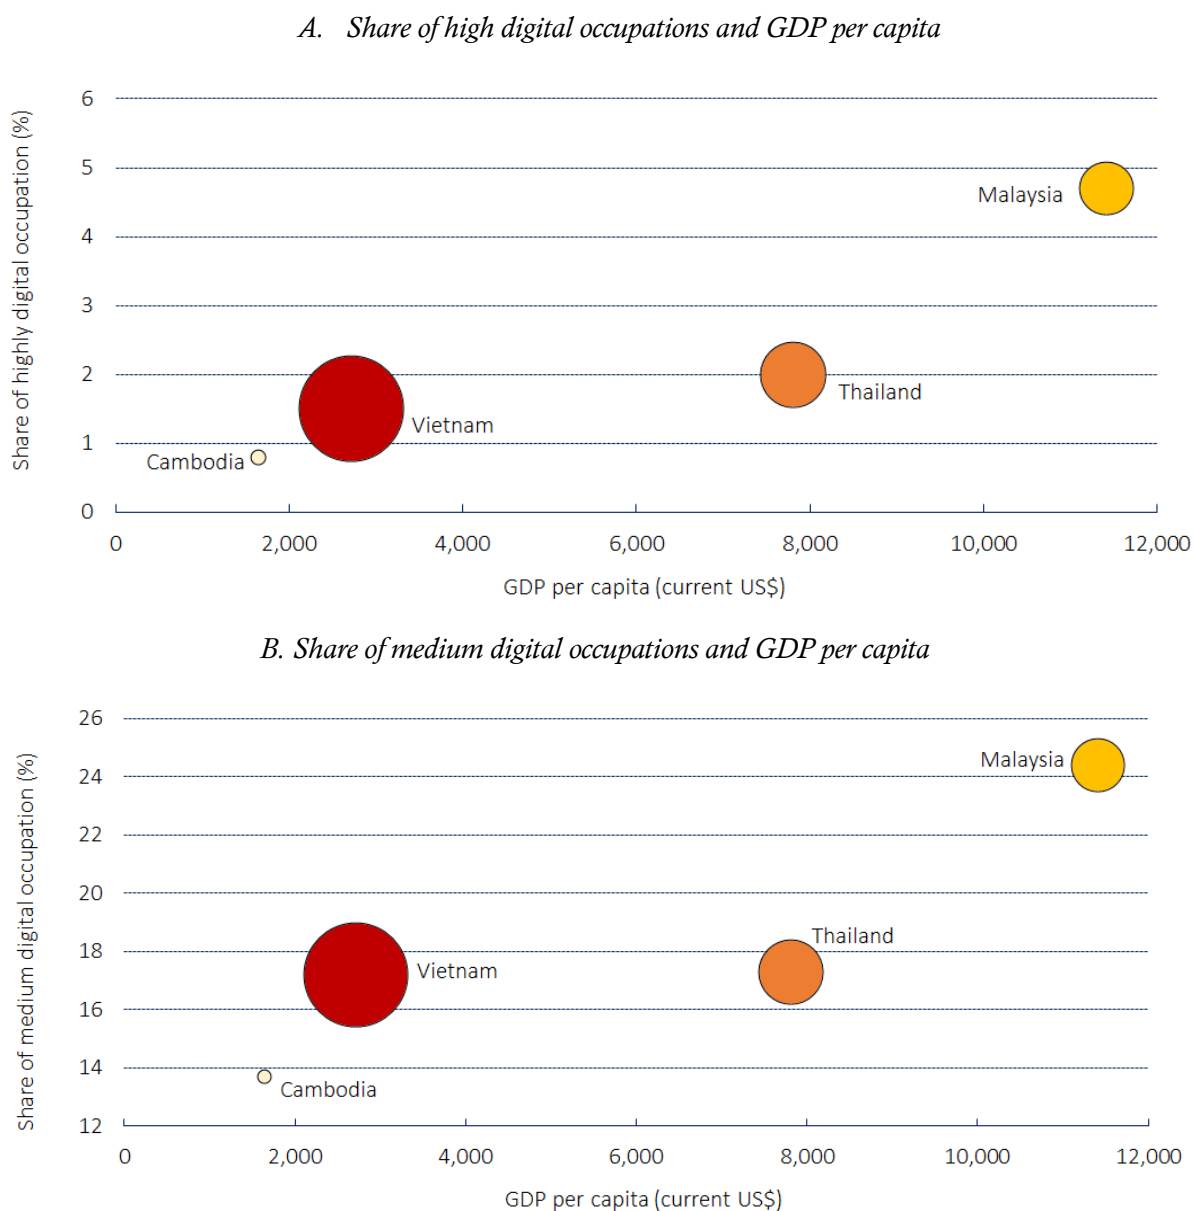 A. Share of high digital occupations and GDP per capita
Share of highly digital occupation (%)
6
5
4
3
2
1
0
Malaysia
Thailand
Vietnam
Cambodia
0 2,000 4,000 6,000 8,000 10,000 12,000
GDP per capita (current US$)
B. Share of medium digital occupations and GDP per capita
Share of medium digital occupation (%)
26
24
22
20
18
16
14
12
Malaysia
Thailand
Vietnam
Cambodia
0 2,000 4,000 6,000 8,000 10,000 12,000
GDP per capita (current US$)